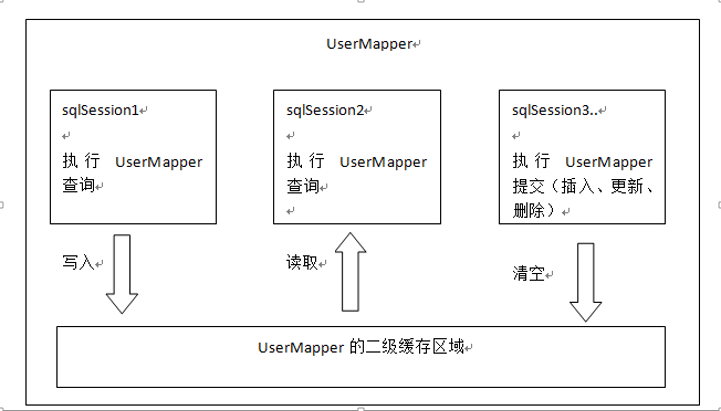 UserMapper
sqlSession1
执行 UserMapper
查询
写入
sqlSession2
执行 UserMapper
查询
读取
sqlSession3..
执行 UserMapper
提交（插入、更新、
删除）
清空
UserMapper 的二级缓存区域